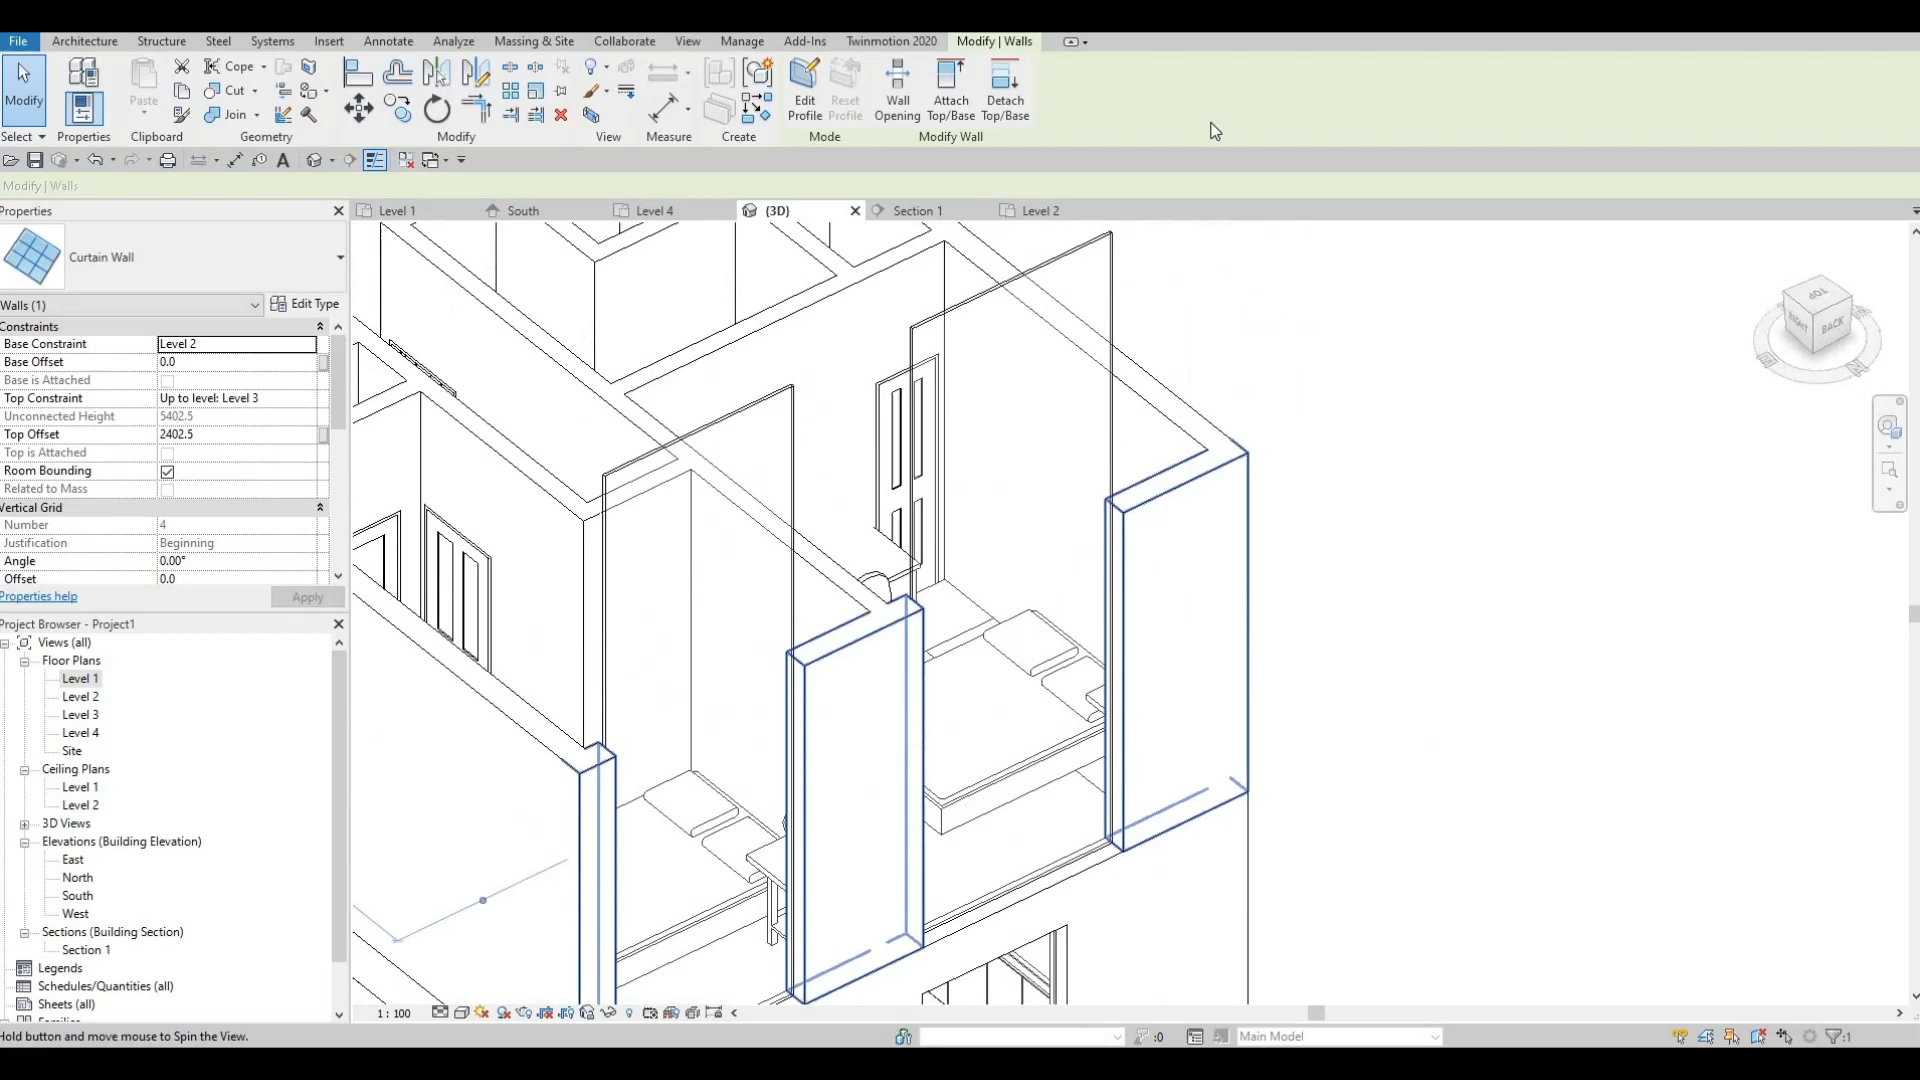 File Architecture Structure Steel Systems Insert Annotate Analyze Massing & Site Collaborate View Manage Add-Ins Twinmotion 2020 Modify | Walls
Modify
Properties
Paste
Cope
Cut
Join
Edit Profile
Reset Profile
Wall Opening
Attach Top/Base
Detach Top/Base
Select Properties Clipboard Geometry Modify View Measure Create Mode Modify Wall
Modify | Walls
Properties
Level 1 South Level 4 {3D} Section 1 Level 2
Curtain Wall
Walls (1) Edit Type
Constraints
Base Constraint Level 2
Base Offset 0.0
Base is Attached
Top Constraint Up to level: Level 3
Unconnected Height 5402.5
Top Offset 2402.5
Top is Attached
Room Bounding
Related to Mass
Vertical Grid
Number 4
Justification Beginning
Angle 0.00°
Offset 0.0
Properties help Apply
Project Browser - Project1
Views (all)
Floor Plans
Level 1
Level 2
Level 3
Level 4
Site
Ceiling Plans
Level 1
Level 2
3D Views
Elevations (Building Elevation)
East
North
South
West
Sections (Building Section)
Section 1
Legends
Schedules/Quantities (all)
Sheets (all)
TOP
RIGHT
BACK
1 : 100
Hold button and move mouse to Spin the View.
:0
Main Model
:1